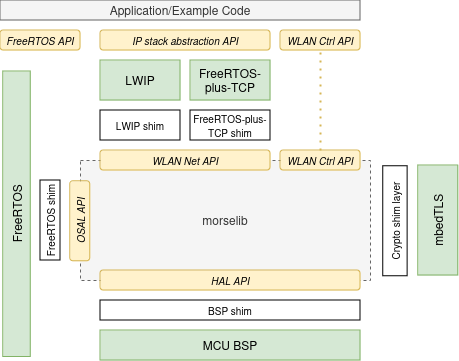 Application/Example Code
FreeRTOS API
IP stack abstraction API
WLAN Ctrl API
LWIP
FreeRTOS-
plus-TCP
LWIP shim
FreeRTOS-plus-
TCP shim
WLAN Net API
WLAN Ctrl API
FreeRTOS
FreeRTOS shim
OSAL API
morselib
Crypto shim layer
mbedTLS
HAL API
BSP shim
MCU BSP